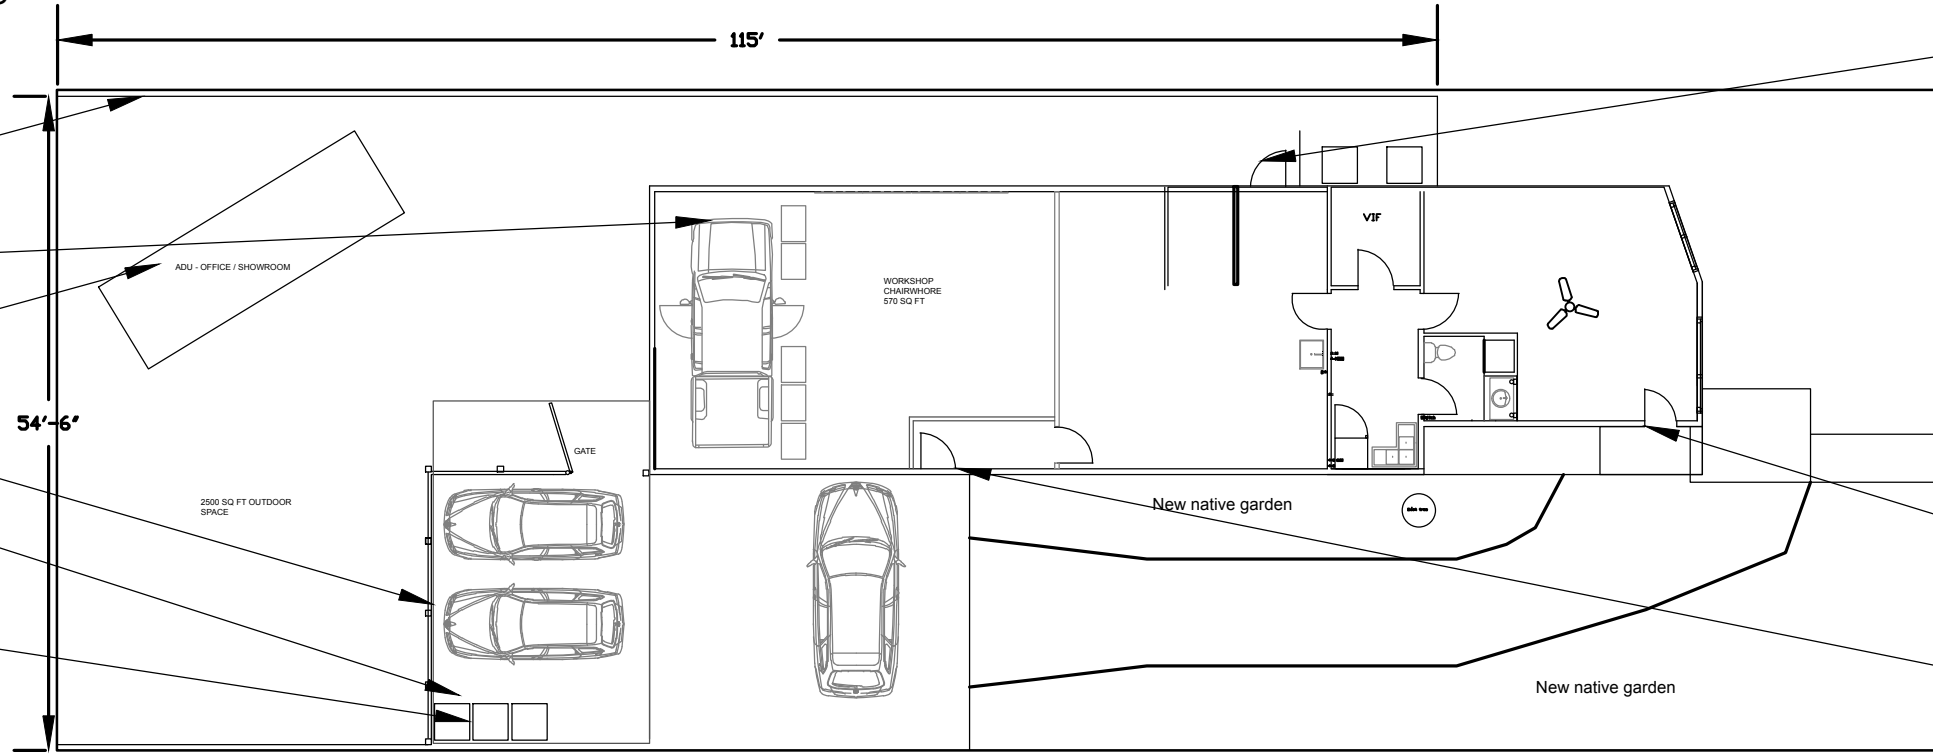 115'
VIF
ADU - OFFICE / SHOWROOM
WORKSHOP
CHAIRWHORE
570 SQ FT
54'-6"
GATE
2500 SQ FT OUTDOOR
SPACE
New native garden
New native garden